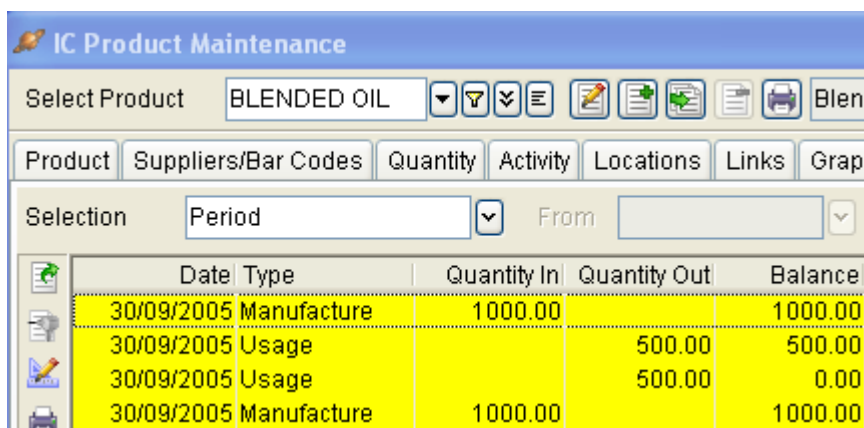 IC Product Maintenance
Select Product BLENDED OIL Blen
Product Suppliers/Bar Codes Quantity Activity Locations Links Grap
Selection Period From
Date Type Quantity In Quantity Out Balance
30/09/2005 Manufacture 1000.00 1000.00
30/09/2005 Usage 500.00 500.00
30/09/2005 Usage 500.00 0.00
30/09/2005 Manufacture 1000.00 1000.00